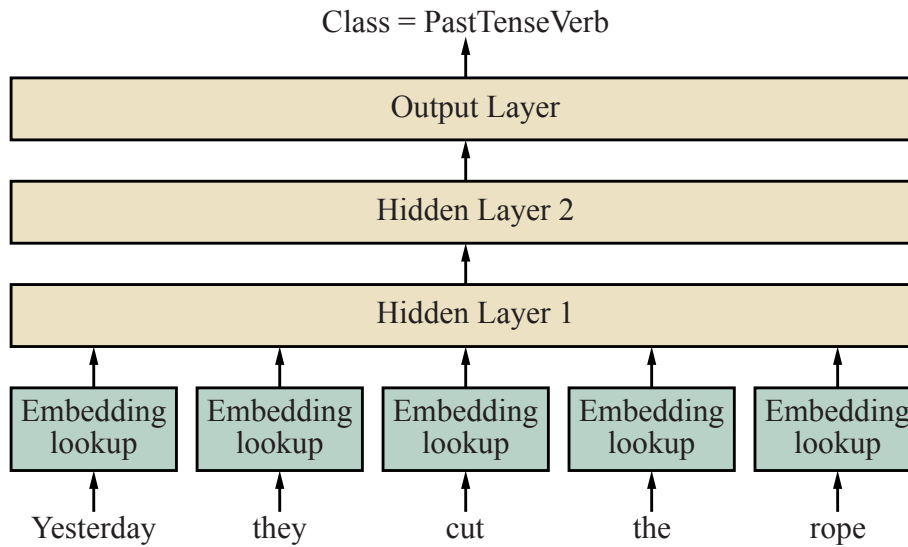 Class = PastTenseVerb
Output Layer
Hidden Layer 2
Hidden Layer 1
Embedding lookup Embedding lookup Embedding lookup Embedding lookup Embedding lookup
Yesterday they cut the rope